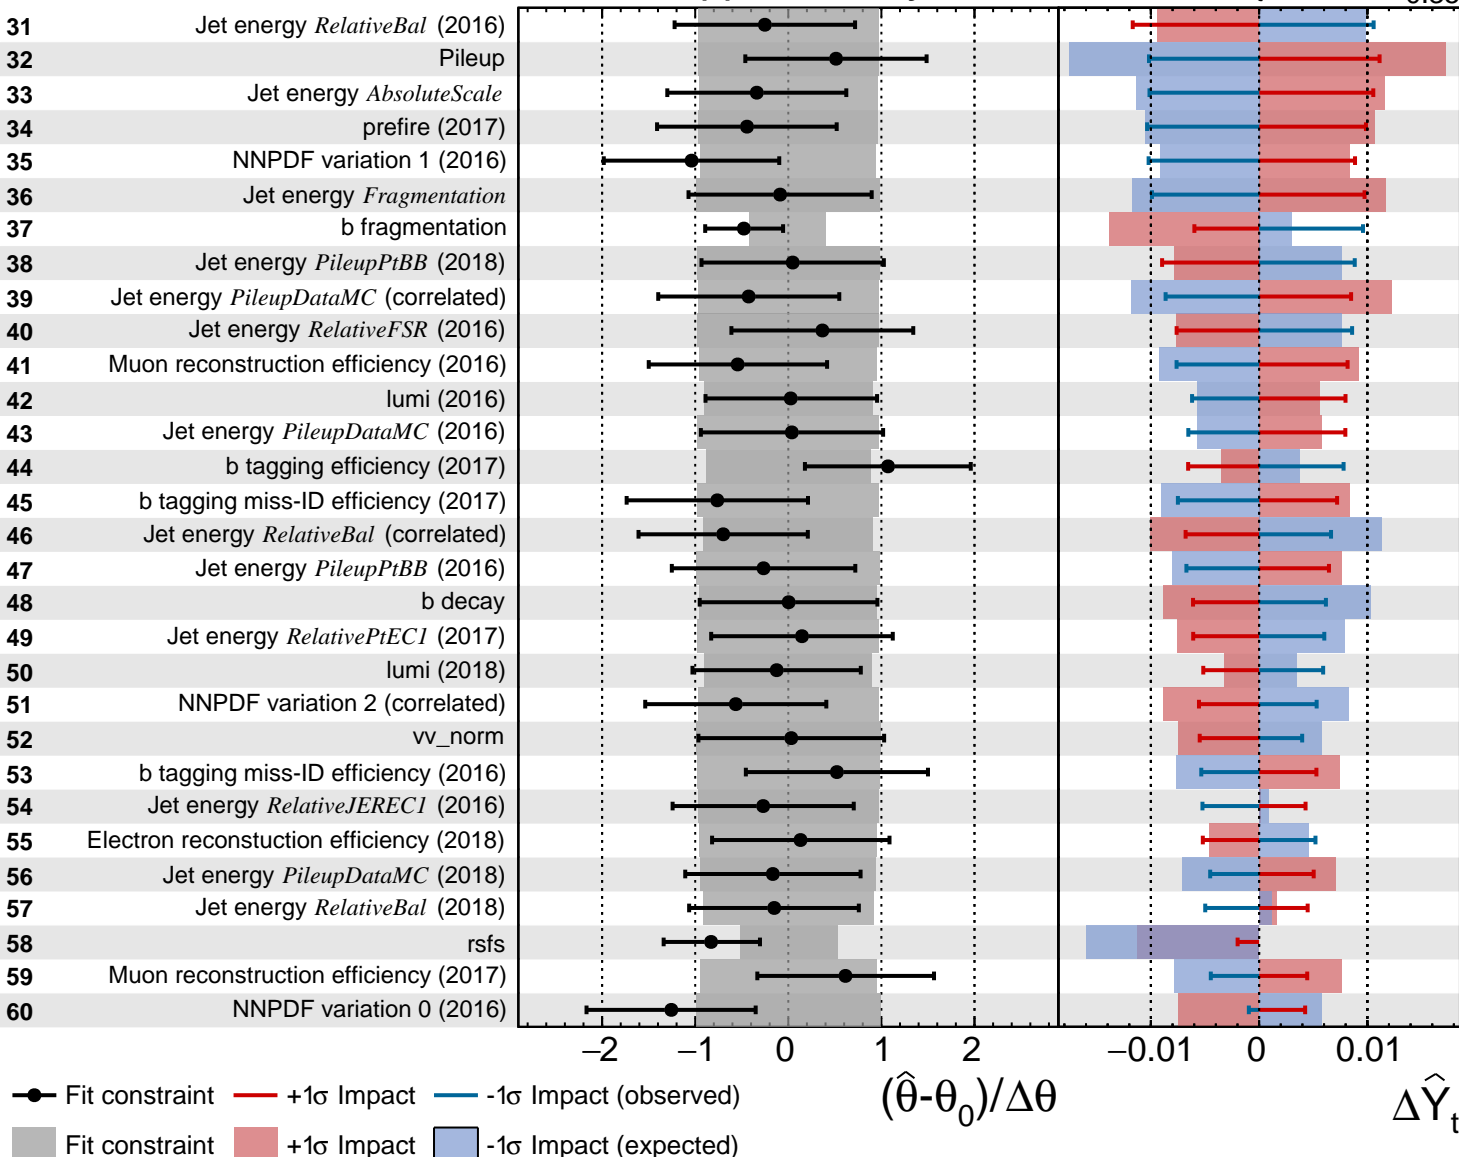 31 Jet energy RelativeBal (2016)
32 Pileup
33 Jet energy AbsoluteScale
34 prefire (2017)
35 NNPDF variation 1 (2016)
36 Jet energy Fragmentation
37 b fragmentation
38 Jet energy PileupPtBB (2018)
39 Jet energy PileupDataMC (correlated)
40 Jet energy RelativeFSR (2016)
41 Muon reconstruction efficiency (2016)
42 lumi (2016)
43 Jet energy PileupDataMC (2016)
44 b tagging efficiency (2017)
45 b tagging miss-ID efficiency (2017)
46 Jet energy RelativeBal (correlated)
47 Jet energy PileupPtBB (2016)
48 b decay
49 Jet energy RelativePtEC1 (2017)
50 lumi (2018)
51 NNPDF variation 2 (correlated)
52 vv_norm
53 b tagging miss-ID efficiency (2016)
54 Jet energy RelativeJEREC1 (2016)
55 Electron reconstuction efficiency (2018)
56 Jet energy PileupDataMC (2018)
57 Jet energy RelativeBal (2018)
58 rsfs
59 Muon reconstruction efficiency (2017)
60 NNPDF variation 0 (2016)
−2 −1 0 1 2 −0.01 0 0.01
(θ̂-θ₀)/Δθ ΔŶₜ
Fit constraint +1σ Impact -1σ Impact (observed)
Fit constraint +1σ Impact -1σ Impact (expected)